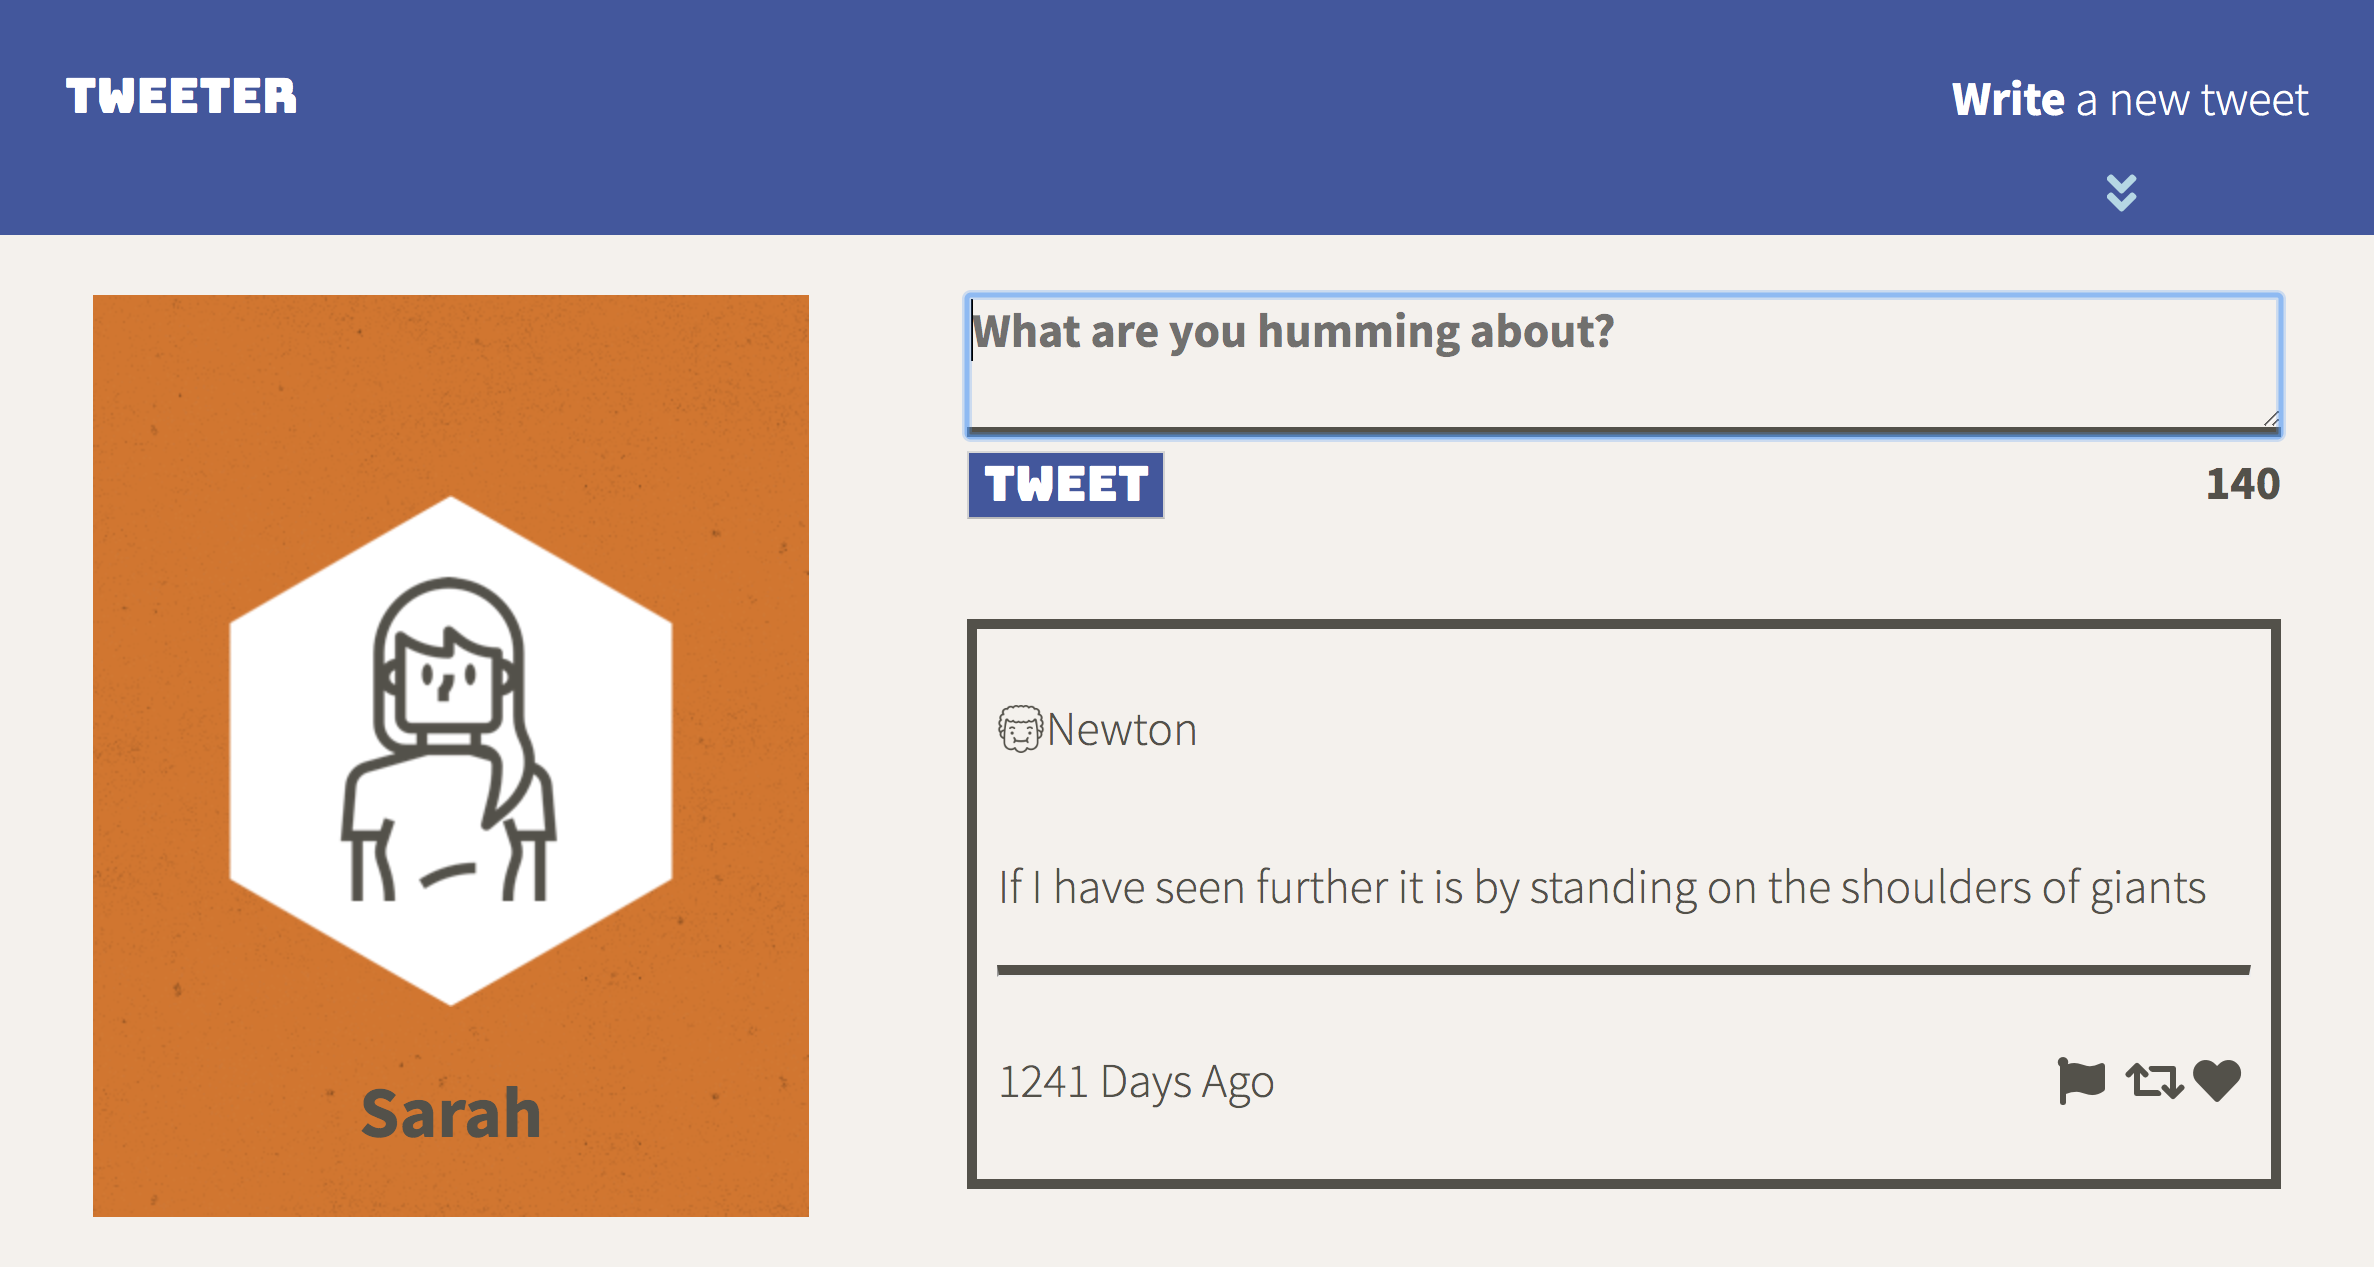 TWEETER
Write a new tweet
What are you humming about?
TWEET
140
Sarah
Newton
If I have seen further it is by standing on the shoulders of giants
1241 Days Ago